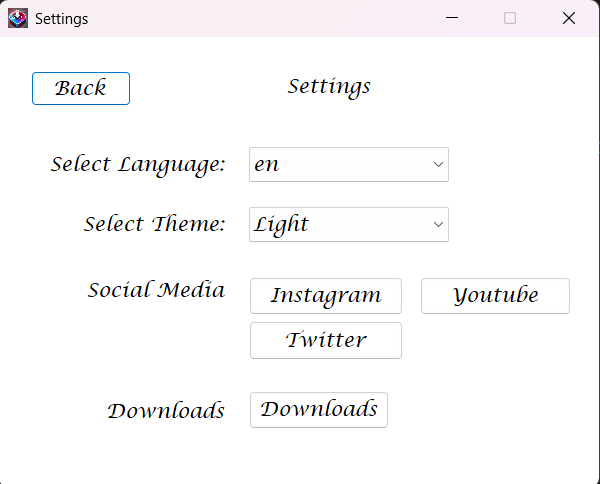 Settings
Back
Settings
Select Language:
en
Select Theme:
Light
Social Media
Instagram
Youtube
Twitter
Downloads
Downloads